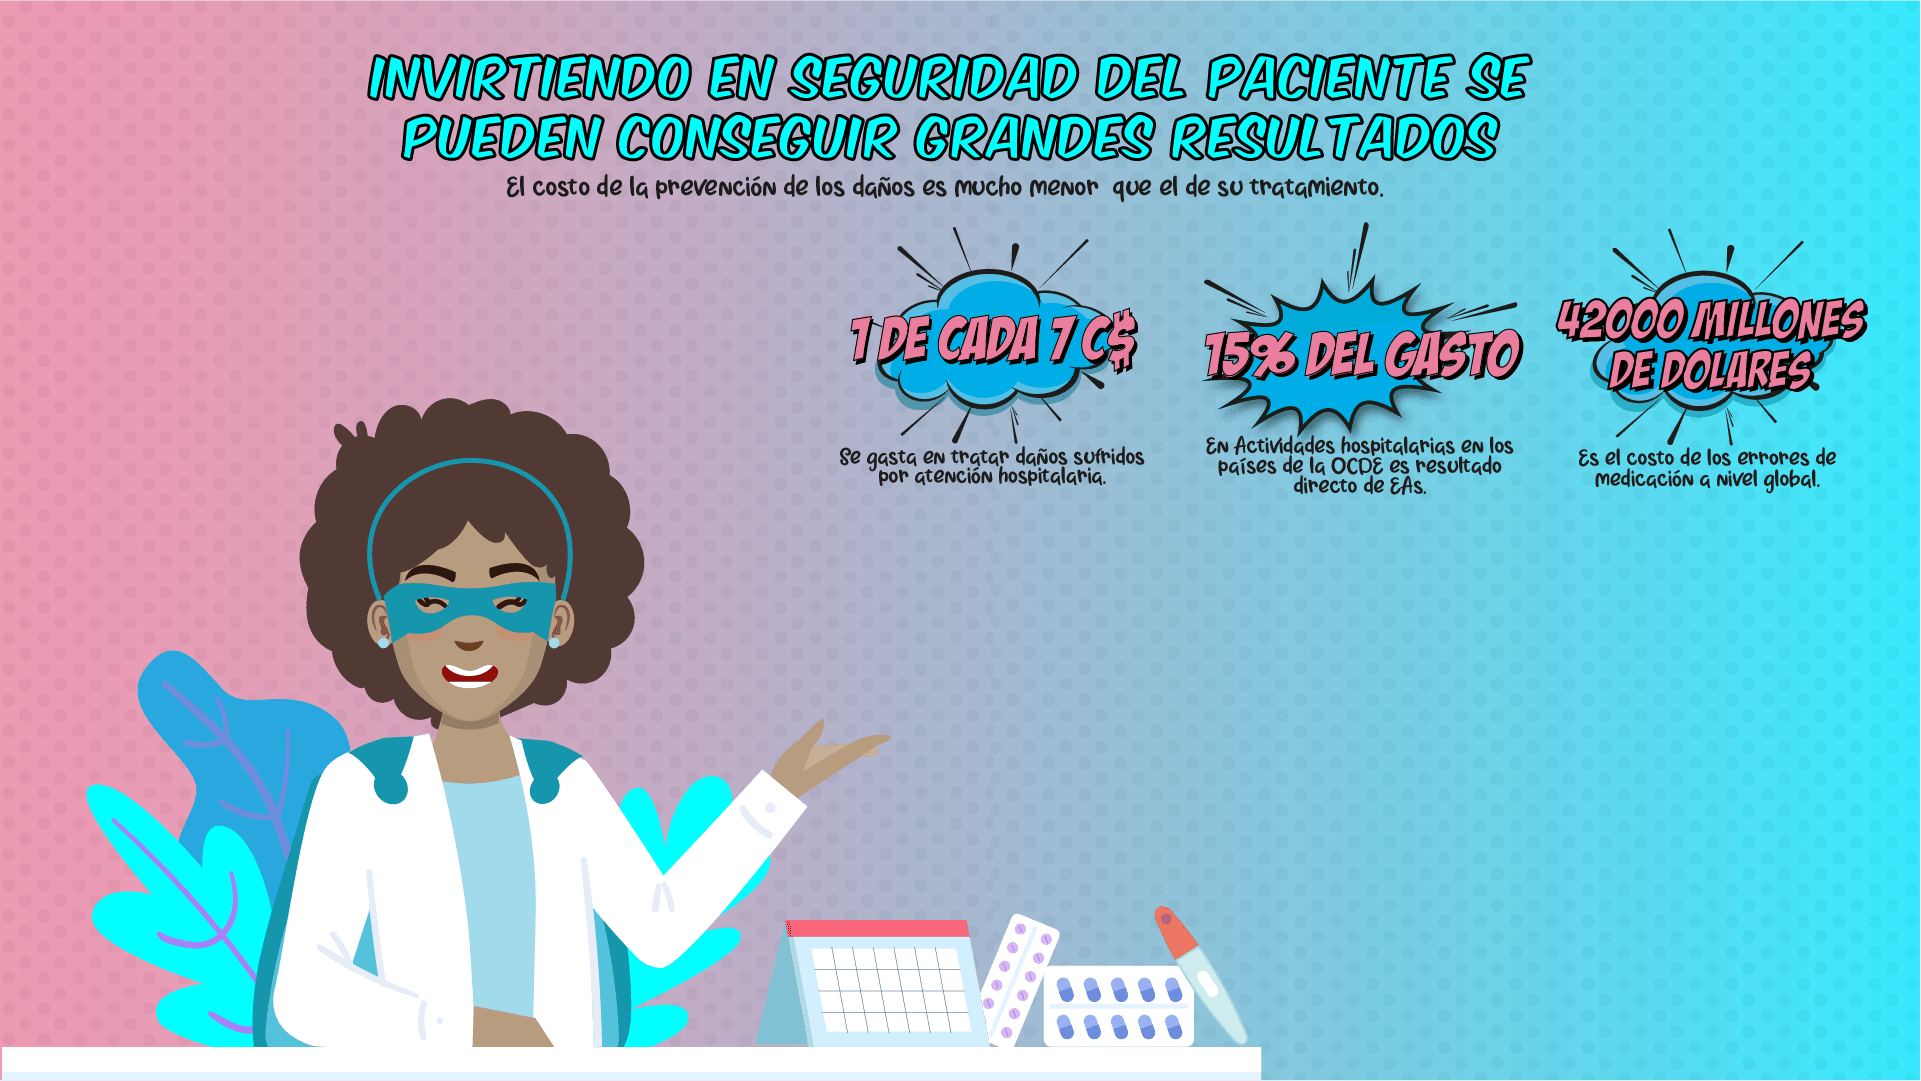 INVIRTIENDO EN SEGURIDAD DEL PACIENTE SE
PUEDEN CONSEGUIR GRANDES RESULTADOS
El costo de la prevención de los daños es mucho menor que el de su tratamiento.
1 DE CADA 7 C$
Se gasta en tratar daños sufridos
por atención hospitalaria.
15% DEL GASTO
En Actividades hospitalarias en los
países de la OCDE es resultado
directo de EAs.
42000 MILLONES
DE DOLARES
Es el costo de los errores de
medicación a nivel global.